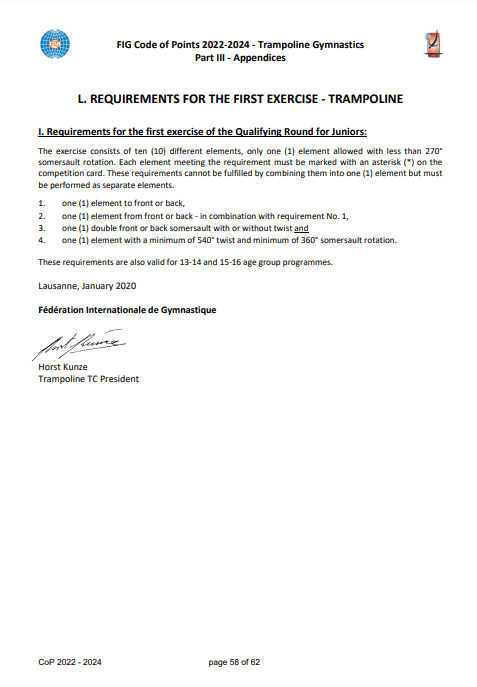 FIG Code of Points 2022-2024 - Trampoline Gymnastics
Part III - Appendices
L. REQUIREMENTS FOR THE FIRST EXERCISE - TRAMPOLINE
I. Requirements for the first exercise of the Qualifying Round for Juniors:
The exercise consists of ten (10) different elements, only one (1) element allowed with less than 270°
somersault rotation. Each element meeting the requirement must be marked with an asterisk (*) on the
competition card. These requirements cannot be fulfilled by combining them into one (1) element but must
be performed as separate elements.
1. one (1) element to front or back,
2. one (1) element from front or back - in combination with requirement No. 1,
3. one (1) double front or back somersault with or without twist and
4. one (1) element with a minimum of 540° twist and minimum of 360° somersault rotation.
These requirements are also valid for 13-14 and 15-16 age group programmes.
Lausanne, January 2020
Fédération Internationale de Gymnastique
Horst Kunze
Horst Kunze
Trampoline TC President
CoP 2022 - 2024 page 58 of 62